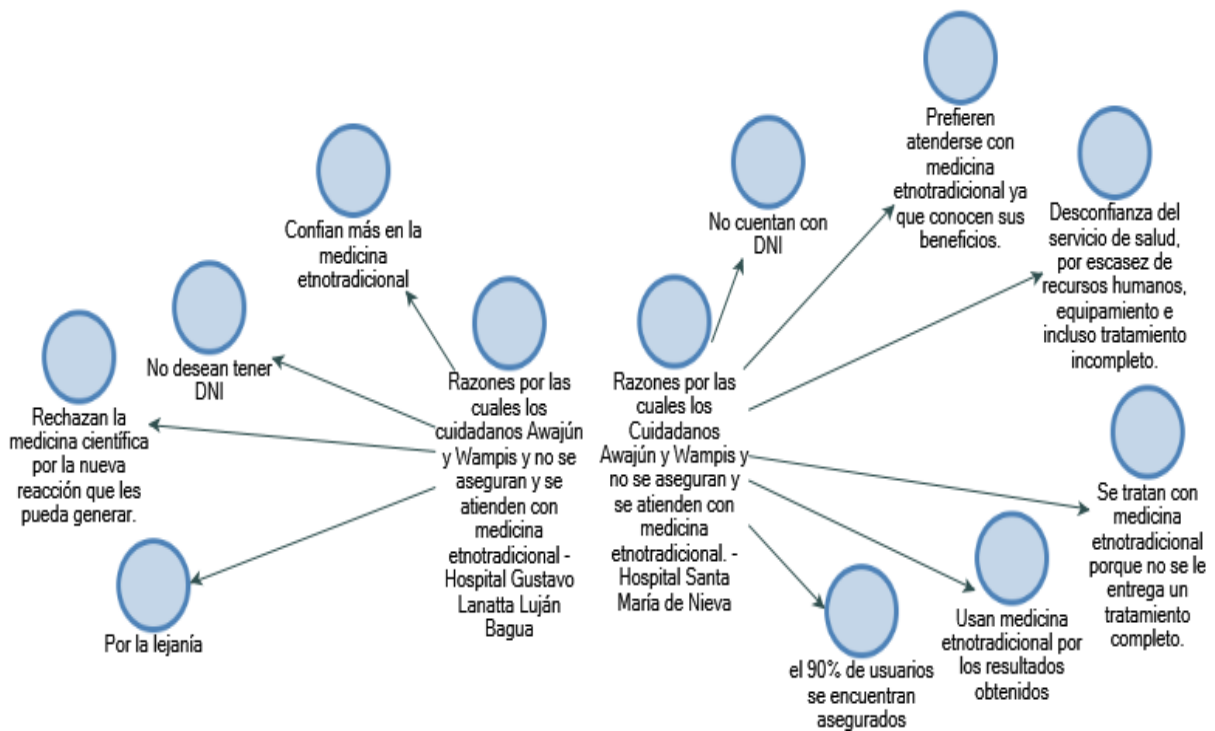 Prefieren
atenderse con
medicina
etnotradicional ya
que conocen sus
beneficios.
Desconfianza del
servicio de salud,
por escasez de
recursos humanos,
equipamiento e
incluso tratamiento
incompleto.
No cuentan con
DNI
Confian más en la
medicina
etnotradicional
No desean tener
DNI
Rechazan la
medicina científica
por la nueva
reacción que les
pueda generar.
Por la lejanía
Razones por las
cuales los
cuidadanos Awajún
y Wampis y no se
aseguran y se
atienden con
medicina
etnotradicional -
Hospital Gustavo
Lanatta Luján
Bagua
Razones por las
cuales los
Cuidadanos
Awajún y Wampis y
no se aseguran y
se atienden con
medicina
etnotradicional. -
Hospital Santa
María de Nieva
Se tratan con
medicina
etnotradicional
porque no se le
entrega un
tratamiento
completo.
Usan medicina
etnotradicional por
los resultados
obtenidos
el 90% de usuarios
se encuentran
asegurados